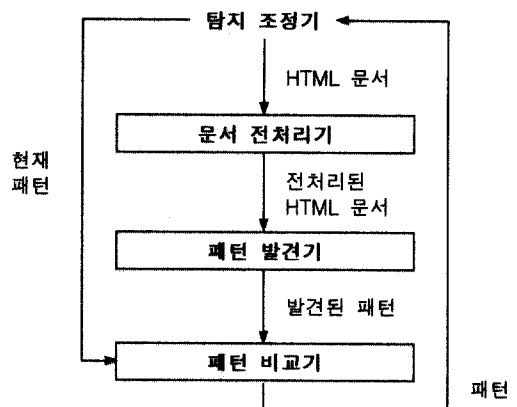 탐지 조정기
HTML 문서
문서 전처리기
현재
패턴
전처리된
HTML 문서
패턴 발견기
발견된 패턴
패턴 비교기
패턴